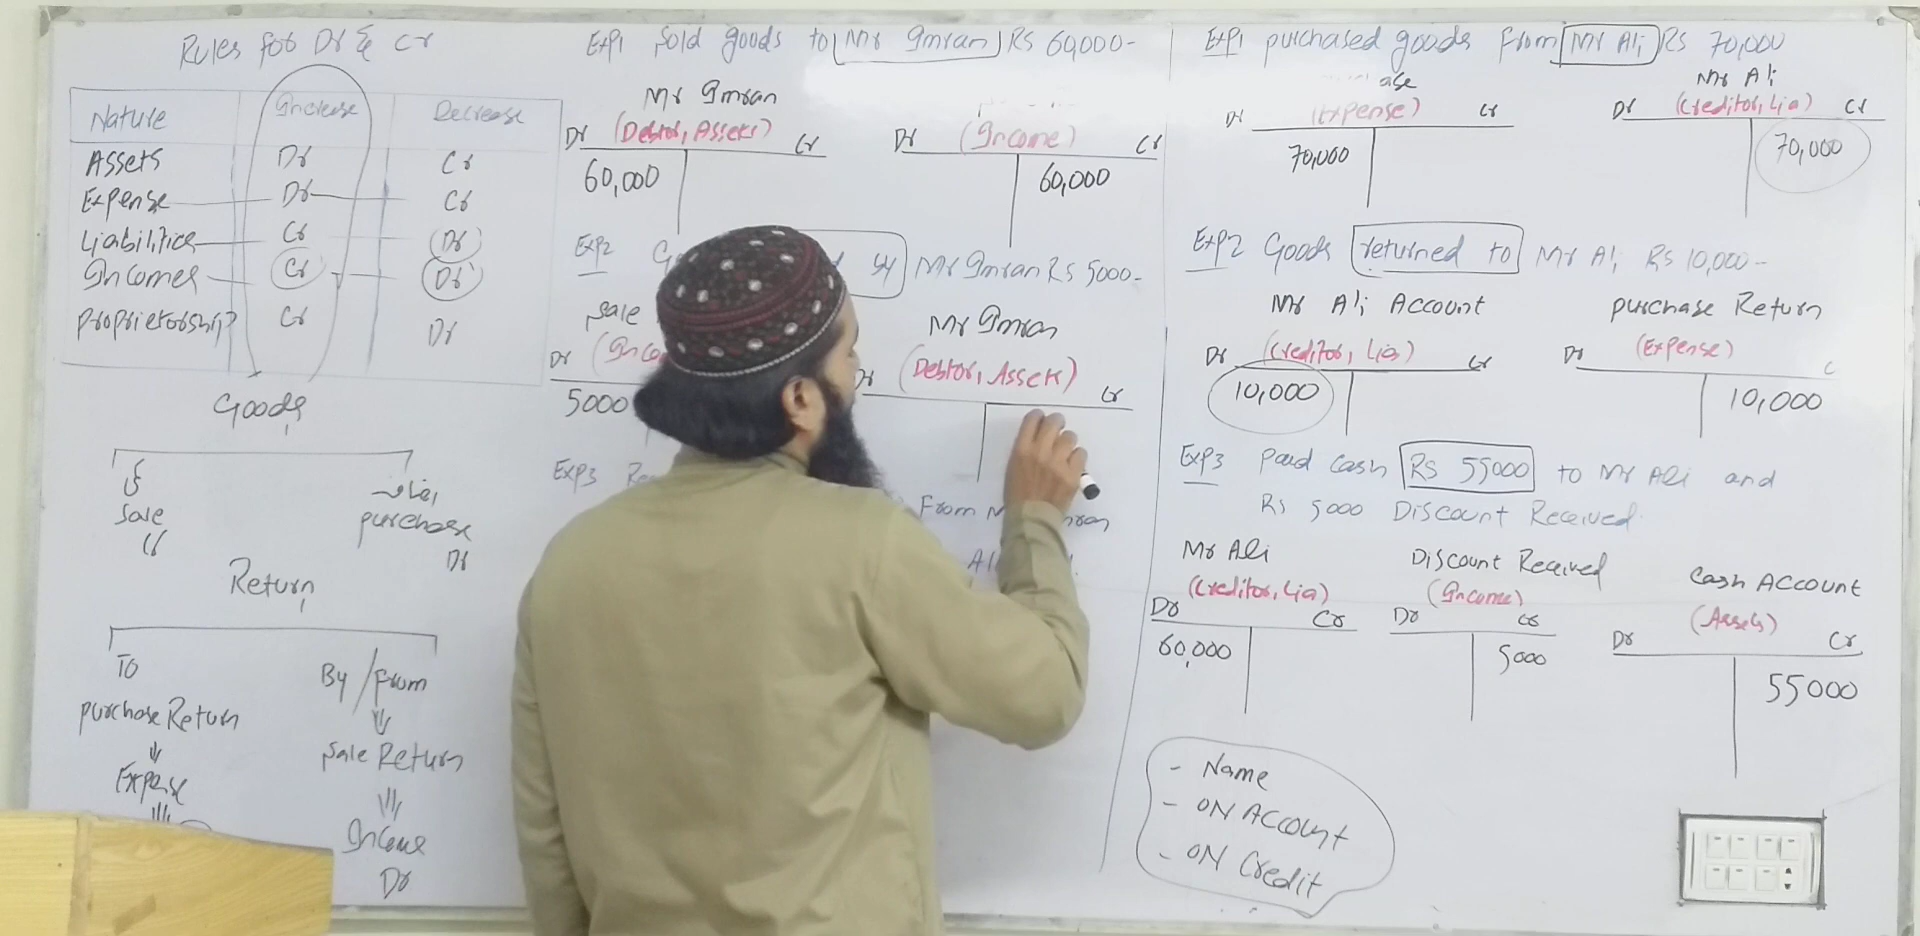 Rules for Dr & Cr
Nature Increase Decrease
Assets Dr Cr
Expense Dr Cr
Liabilities Cr Dr
Incomes Cr Dr
Proprietorship Cr Dr
Goods
Sale
Cr
purchase
Dr
Return
To
purchase Return
Expense
By / From
Sale Return
Income
Dr
Exp1 Sold goods to Mr Imran RS 60,000-
Mr Imran
(Debtor, Assets)
Dr Cr
60,000
(Income)
Dr Cr
60,000
Exp2 Mr Imran RS 5000-
Sale
Dr
5000
Mr Imran
(Debtor, Asset)
Dr Cr
Exp3
From
Exp1 purchased goods from Mr Ali RS 70,000
(Expense)
Dr Cr
70,000
Mr Ali
(Creditor, Lia)
Dr Cr
70,000
Exp2 Goods returned to Mr Ali RS 10,000-
Mr Ali Account
(Creditor, Lia)
Dr Cr
10,000
purchase Return
(Expense)
Dr C
10,000
Exp3 Paid Cash RS 55000 to Mr Ali and
RS 5000 Discount Received.
Mr Ali
(Creditor, Lia)
Dr Cr
60,000
Discount Received
(Income)
Dr Cr
5000
Cash Account
(Assets)
Dr Cr
55000
- Name
- ON Account
- ON Credit